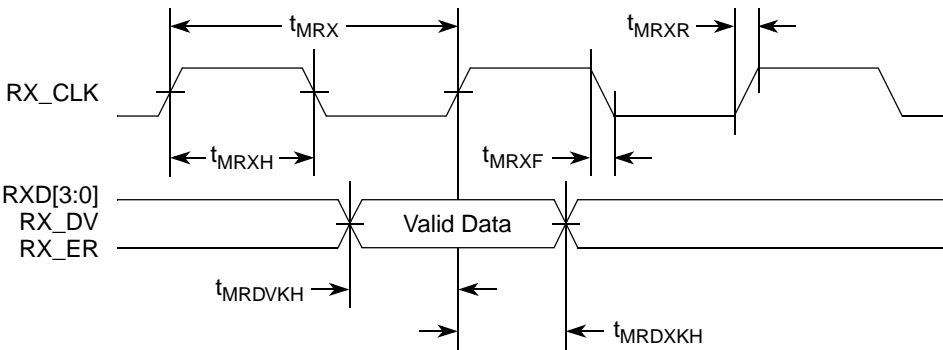 tMRX
tMRXR
RX_CLK
tMRXH
tMRXF
RXD[3:0]
RX_DV
Valid Data
RX_ER
tMRDVKH
tMRDXKH